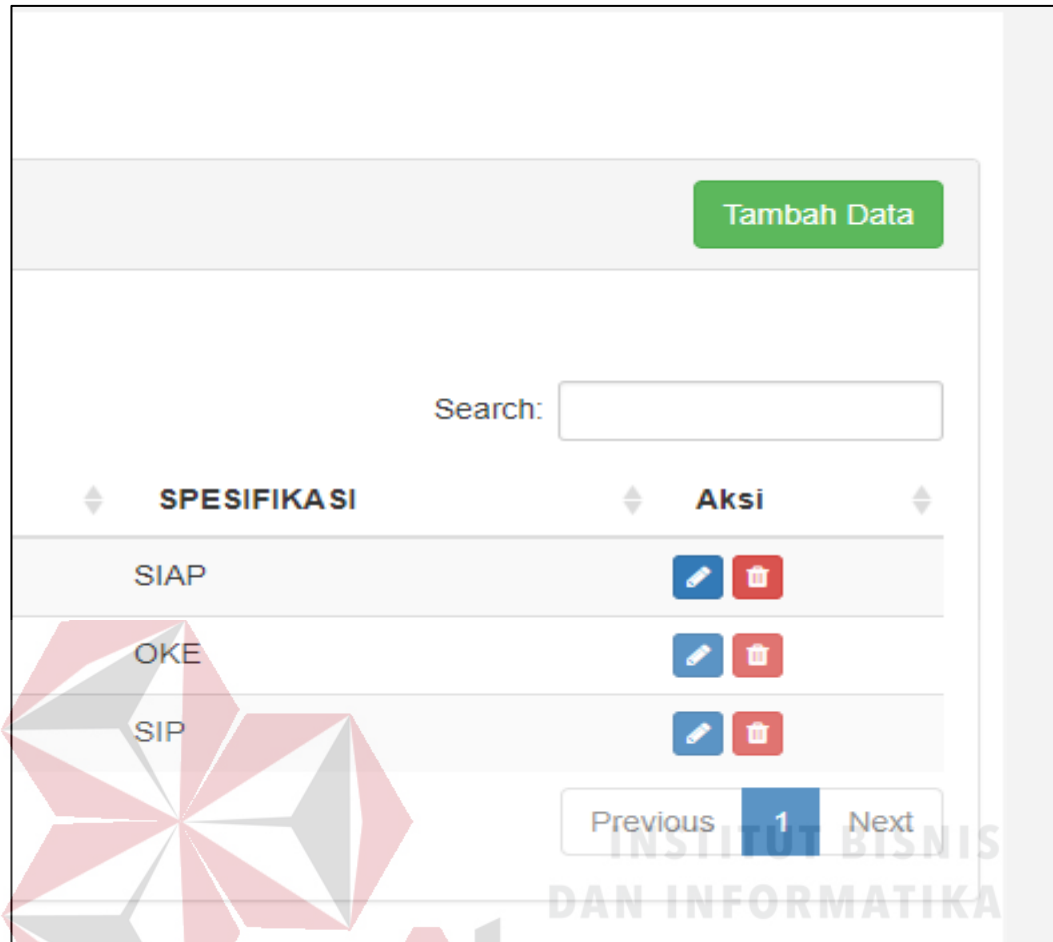 Tambah Data
Search:
SPESIFIKASI Aksi
SIAP
OKE
SIP
Previous 1 Next
INSTITUT BISNIS
DAN INFORMATIKA